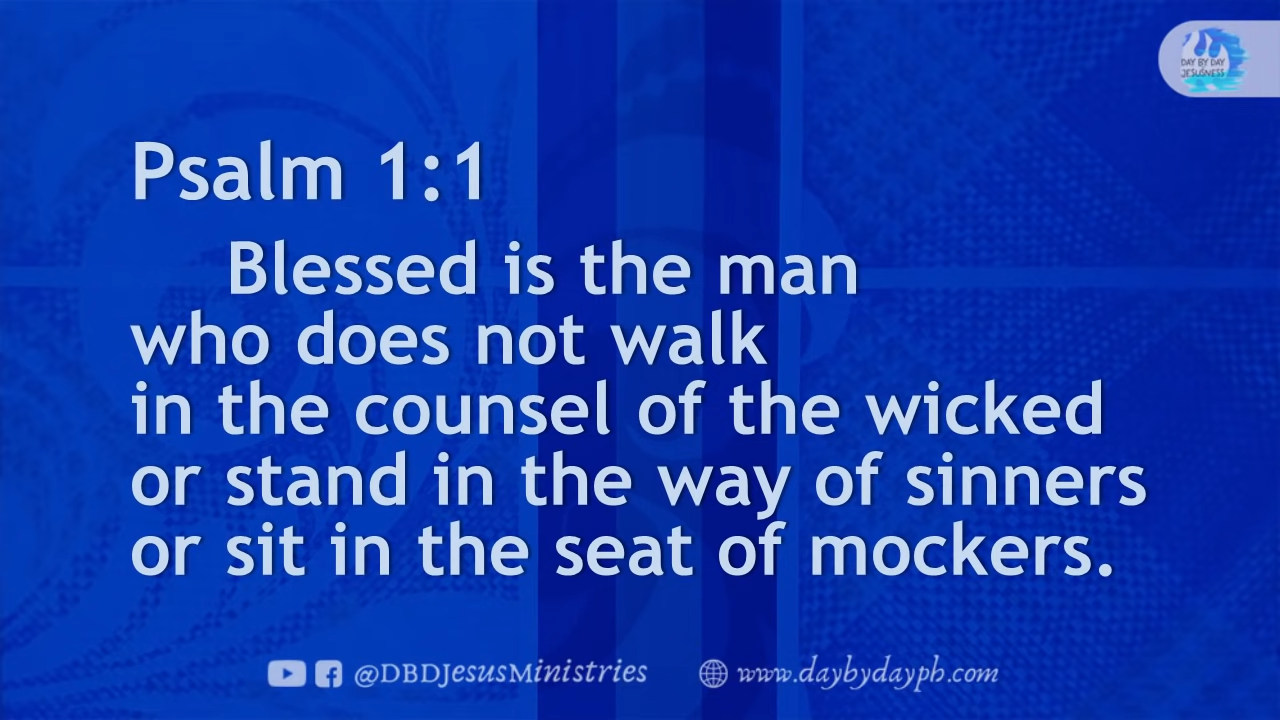 DAY BY DAY
JESUSNESS
Psalm 1:1
Blessed is the man
who does not walk
in the counsel of the wicked
or stand in the way of sinners
or sit in the seat of mockers.
@DBDJesusMinistries www.daybydayph.com